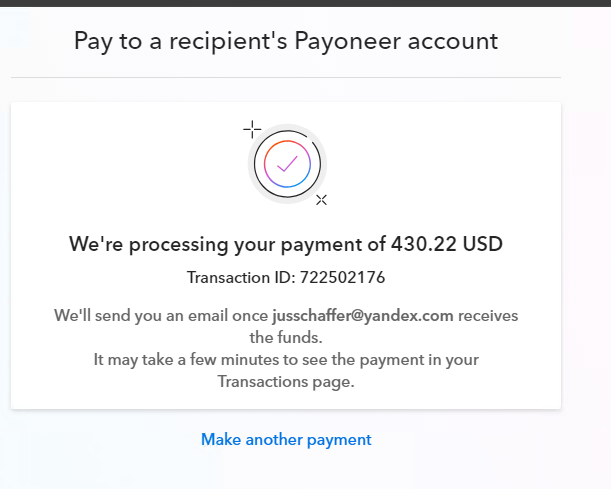 Pay to a recipient's Payoneer account
We're processing your payment of 430.22 USD
Transaction ID: 722502176
We'll send you an email once jusschaffer@yandex.com receives
the funds.
It may take a few minutes to see the payment in your
Transactions page.
Make another payment